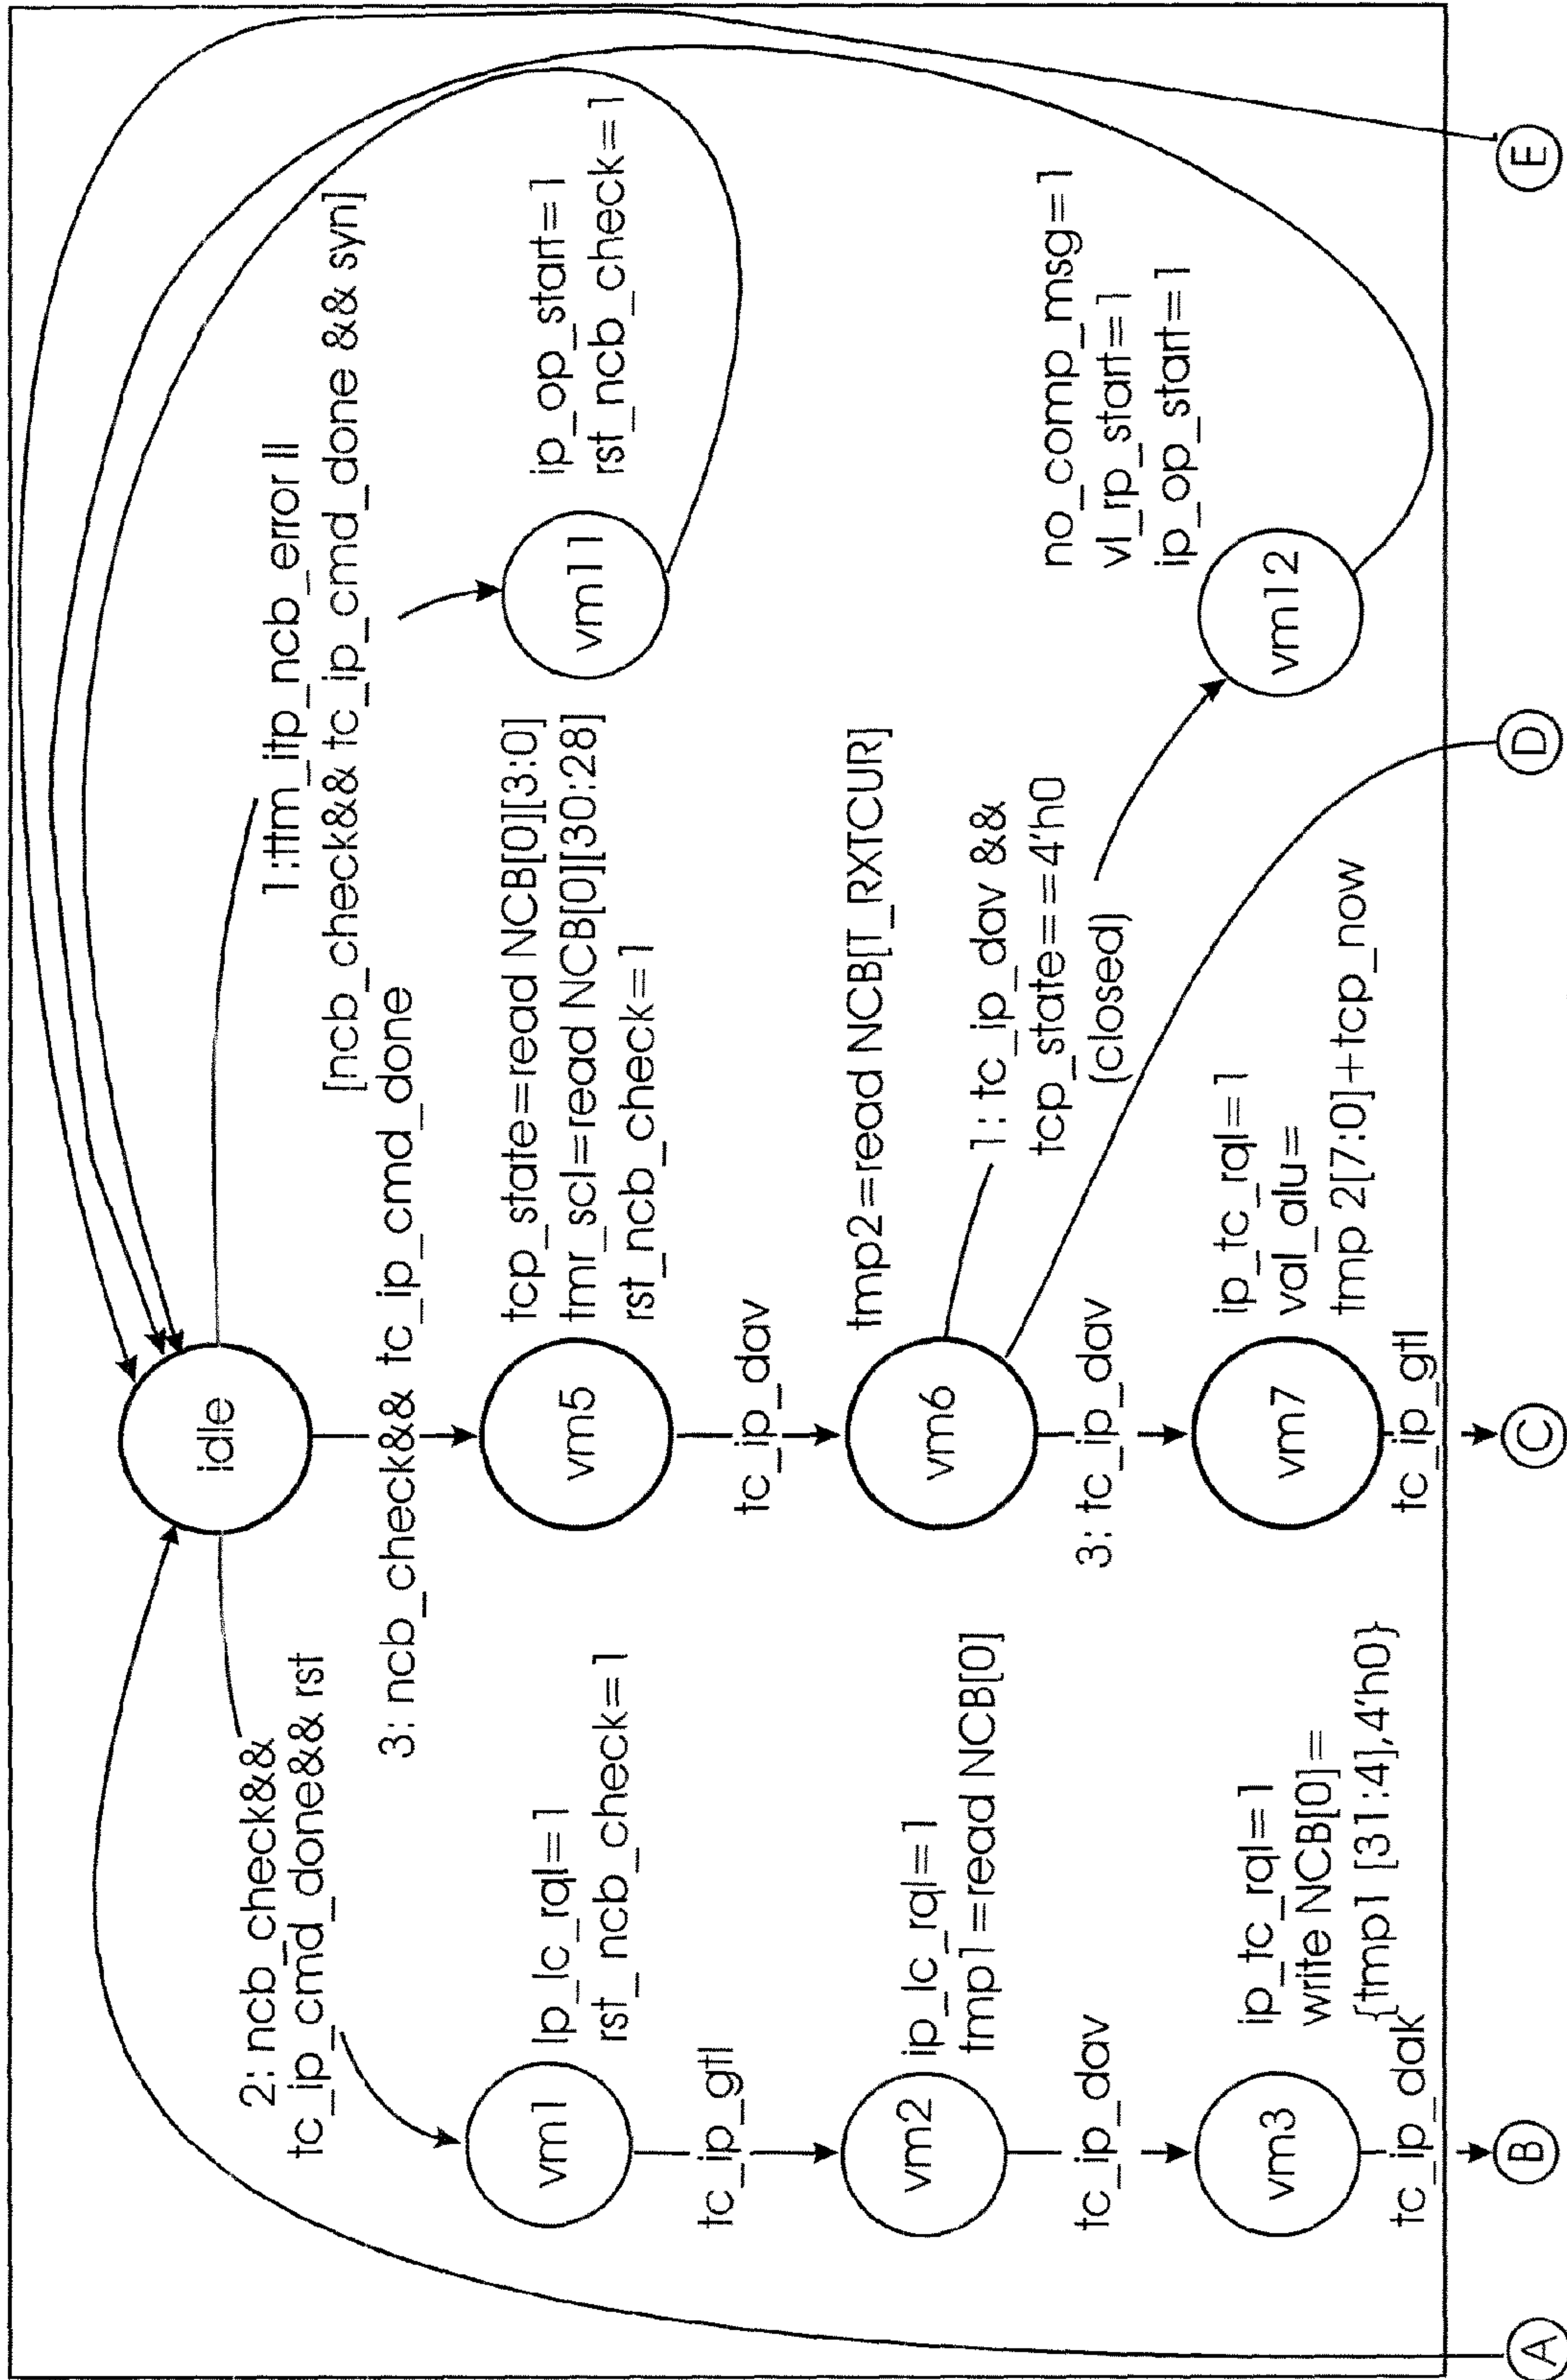 idle
1:ttm_itp_ncb_error ||
[ncb_check&& tc_ip_cmd_done && syn]
2: ncb_check&&
tc_ip_cmd_done&& rst
3: ncb_check&& tc_ip_cmd_done
vm1
Ip_lc_rql=1
rst_ncb_check=1
vm5
tcp_state=read NCB[0][3:0]
tmr_scl=read NCB[0][30:28]
rst_ncb_check=1
vm11
ip_op_start=1
rst_ncb_check=1
tc_ip_gtl
tc_ip_dav
vm2
ip_lc_rql=1
tmp1=read NCB[0]
vm6
tmp2=read NCB[T_RXTCUR]
1: tc_ip_dav &&
tcp_state==4'h0
(closed)
tc_ip_dav
3: tc_ip_dav
vm3
ip_tc_rql=1
write NCB[0]=
{tmp1 [31:4],4'h0}
vm7
ip_tc_rql=1
val_alu=
tmp 2[7:0]+tcp_now
vm12
no_comp_msg=1
vl_rp_start=1
ip_op_start=1
tc_ip_dak
tc_ip_gtl
A
B
C
D
E